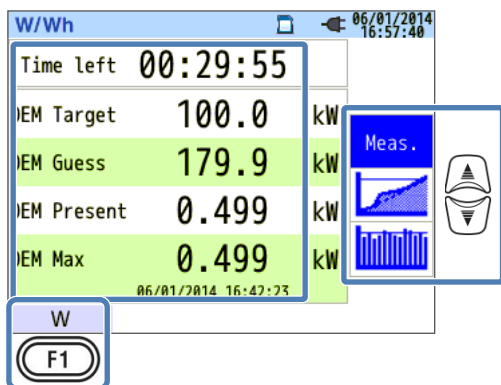 W/Wh 06/01/2014
16:57:40
Time left 00:29:55
DEM Target 100.0 kW
DEM Guess 179.9 kW
DEM Present 0.499 kW
DEM Max 0.499 kW
06/01/2014 16:42:23
Meas.
W
F1